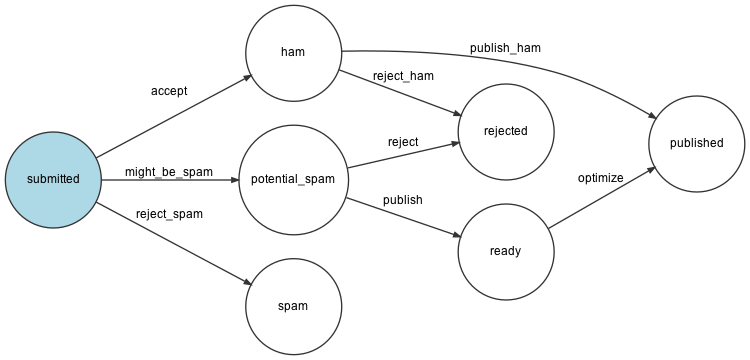 ham
publish_ham
accept
reject_ham
rejected
published
submitted
might_be_spam
potential_spam
reject
optimize
publish
reject_spam
ready
spam